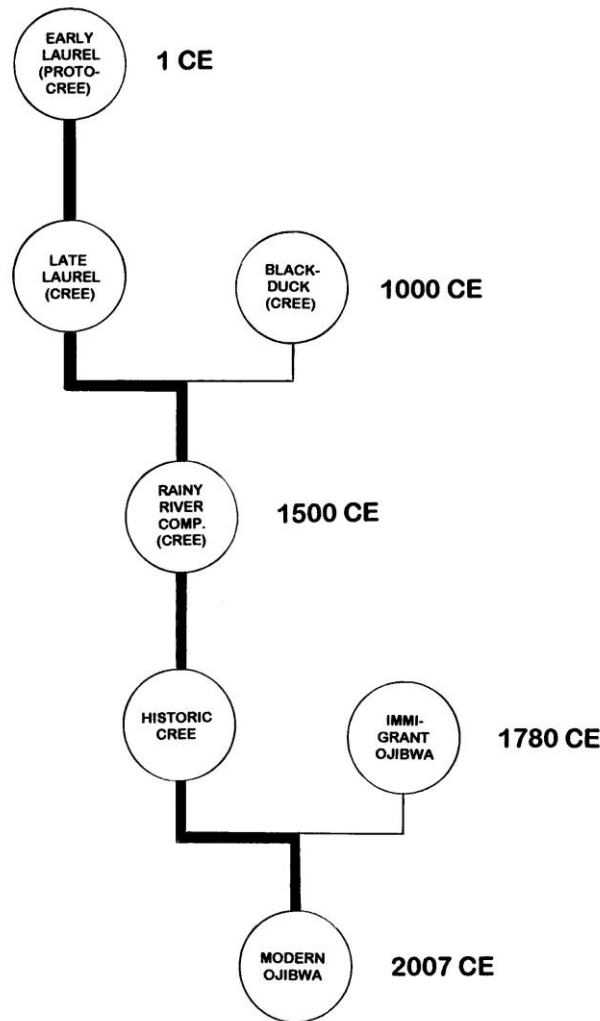 EARLY
LAUREL
(PROTO-
CREE)
1 CE
LATE
LAUREL
(CREE)
BLACK-
DUCK
(CREE)
1000 CE
RAINY
RIVER
COMP.
(CREE)
1500 CE
HISTORIC
CREE
IMMI-
GRANT
OJIBWA
1780 CE
MODERN
OJIBWA
2007 CE